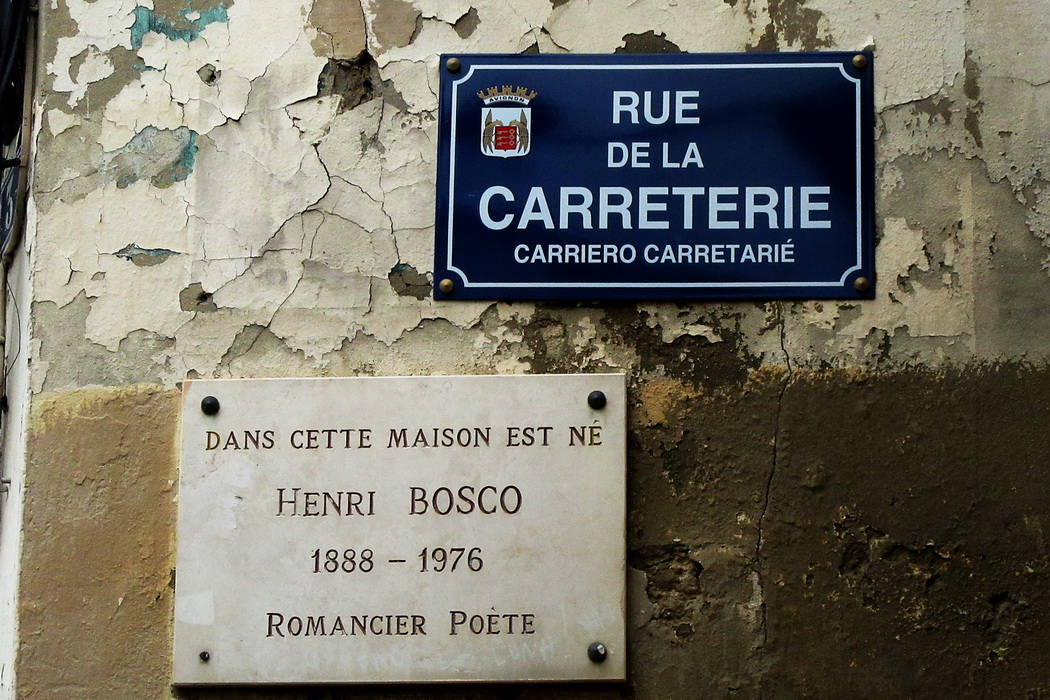 AVIGNON
RUE
DE LA
CARRETERIE
CARRIERO CARRETARIÉ
DANS CETTE MAISON EST NÉ
HENRI BOSCO
1888 – 1976
ROMANCIER POÈTE